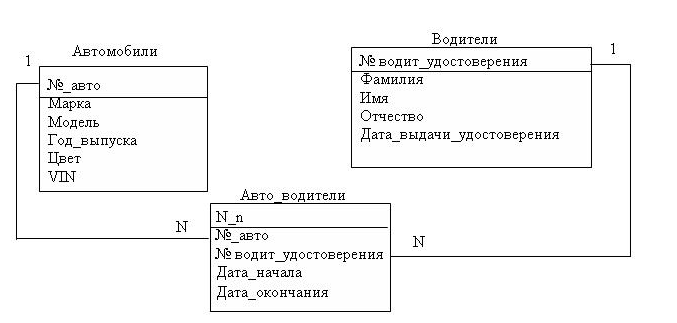 Автомобили
1
№_авто
Марка
Модель
Год_выпуска
Цвет
VIN
Водители
1
№ водит_удостоверения
Фамилия
Имя
Отчество
Дата_выдачи_удостоверения
Авто_водители
N
N
N_n
№_авто
№ водит_удостоверения
Дата_начала
Дата_окончания